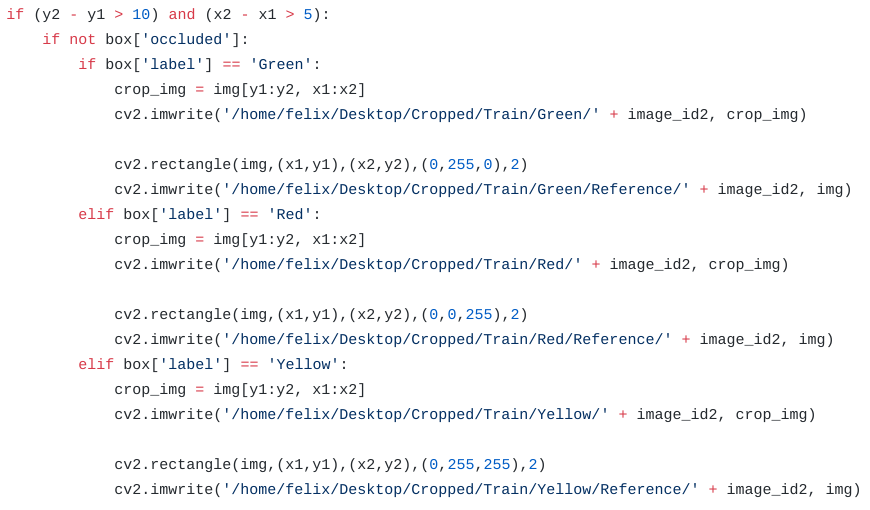 if (y2 - y1 > 10) and (x2 - x1 > 5):
    if not box['occluded']:
        if box['label'] == 'Green':
            crop_img = img[y1:y2, x1:x2]
            cv2.imwrite('/home/felix/Desktop/Cropped/Train/Green/' + image_id2, crop_img)

            cv2.rectangle(img,(x1,y1),(x2,y2),(0,255,0),2)
            cv2.imwrite('/home/felix/Desktop/Cropped/Train/Green/Reference/' + image_id2, img)
        elif box['label'] == 'Red':
            crop_img = img[y1:y2, x1:x2]
            cv2.imwrite('/home/felix/Desktop/Cropped/Train/Red/' + image_id2, crop_img)

            cv2.rectangle(img,(x1,y1),(x2,y2),(0,0,255),2)
            cv2.imwrite('/home/felix/Desktop/Cropped/Train/Red/Reference/' + image_id2, img)
        elif box['label'] == 'Yellow':
            crop_img = img[y1:y2, x1:x2]
            cv2.imwrite('/home/felix/Desktop/Cropped/Train/Yellow/' + image_id2, crop_img)

            cv2.rectangle(img,(x1,y1),(x2,y2),(0,255,255),2)
            cv2.imwrite('/home/felix/Desktop/Cropped/Train/Yellow/Reference/' + image_id2, img)